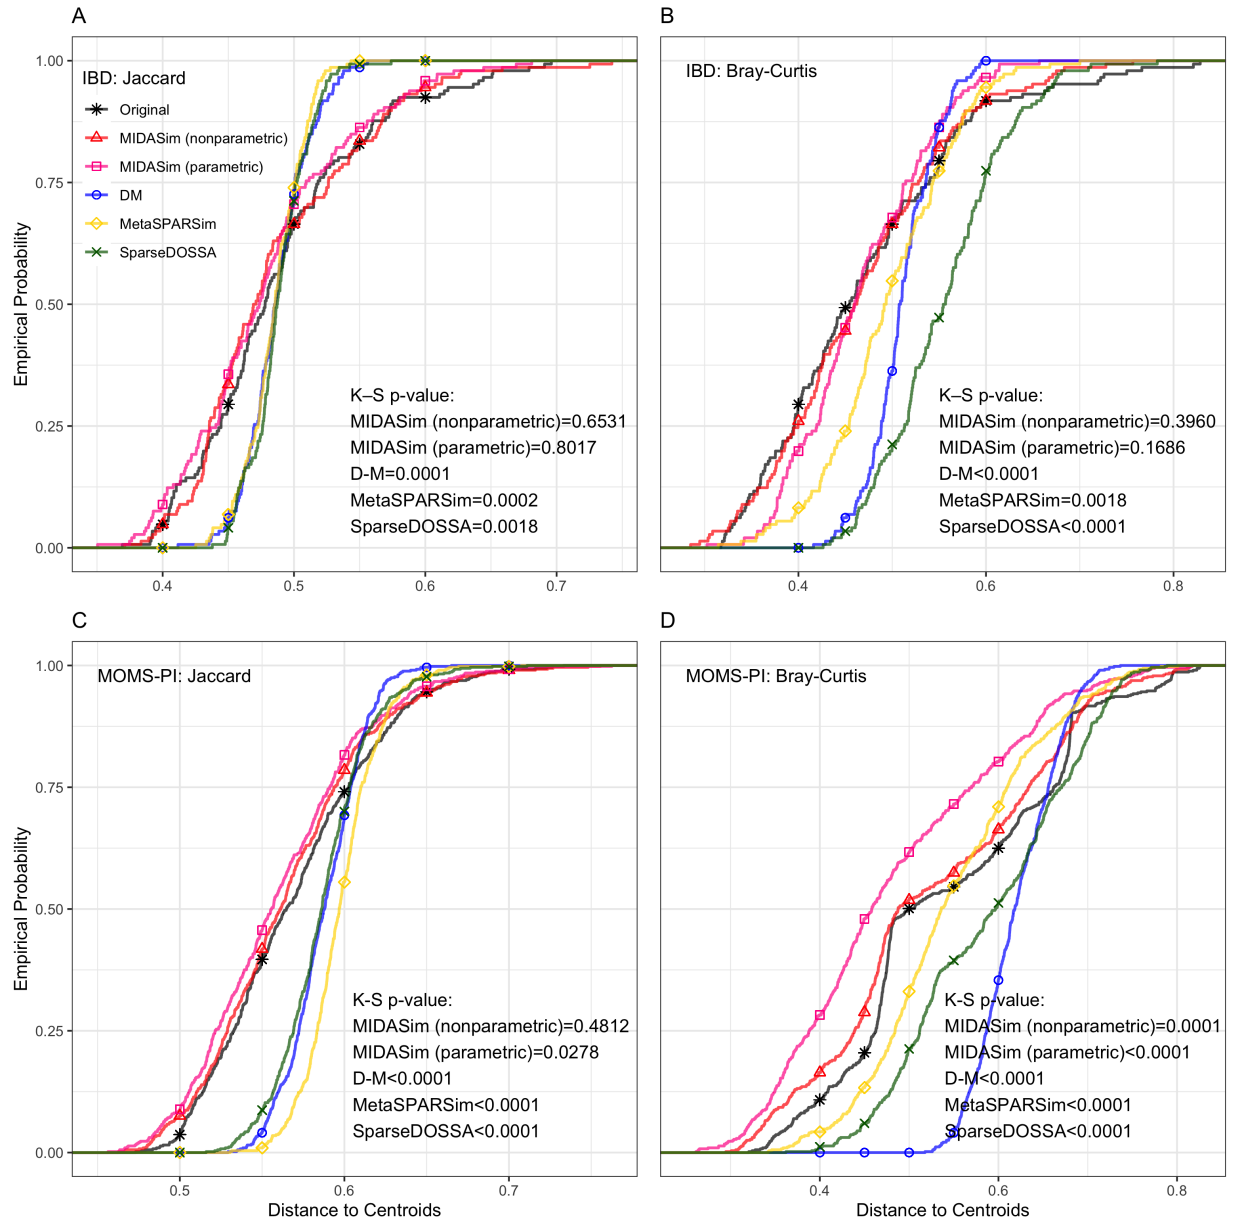 A
IBD: Jaccard
Original
MIDASim (nonparametric)
MIDASim (parametric)
DM
MetaSPARSim
SparseDOSSA
K–S p-value:
MIDASim (nonparametric)=0.6531
MIDASim (parametric)=0.8017
D-M=0.0001
MetaSPARSim=0.0002
SparseDOSSA=0.0018
Empirical Probability
1.00
0.75
0.50
0.25
0.00
0.4 0.5 0.6 0.7
B
IBD: Bray-Curtis
K–S p-value:
MIDASim (nonparametric)=0.3960
MIDASim (parametric)=0.1686
D-M<0.0001
MetaSPARSim=0.0018
SparseDOSSA<0.0001
0.4 0.6 0.8
C
MOMS-PI: Jaccard
K-S p-value:
MIDASim (nonparametric)=0.4812
MIDASim (parametric)=0.0278
D-M<0.0001
MetaSPARSim<0.0001
SparseDOSSA<0.0001
Empirical Probability
1.00
0.75
0.50
0.25
0.00
0.5 0.6 0.7
Distance to Centroids
D
MOMS-PI: Bray-Curtis
K-S p-value:
MIDASim (nonparametric)=0.0001
MIDASim (parametric)<0.0001
D-M<0.0001
MetaSPARSim<0.0001
SparseDOSSA<0.0001
0.4 0.6 0.8
Distance to Centroids